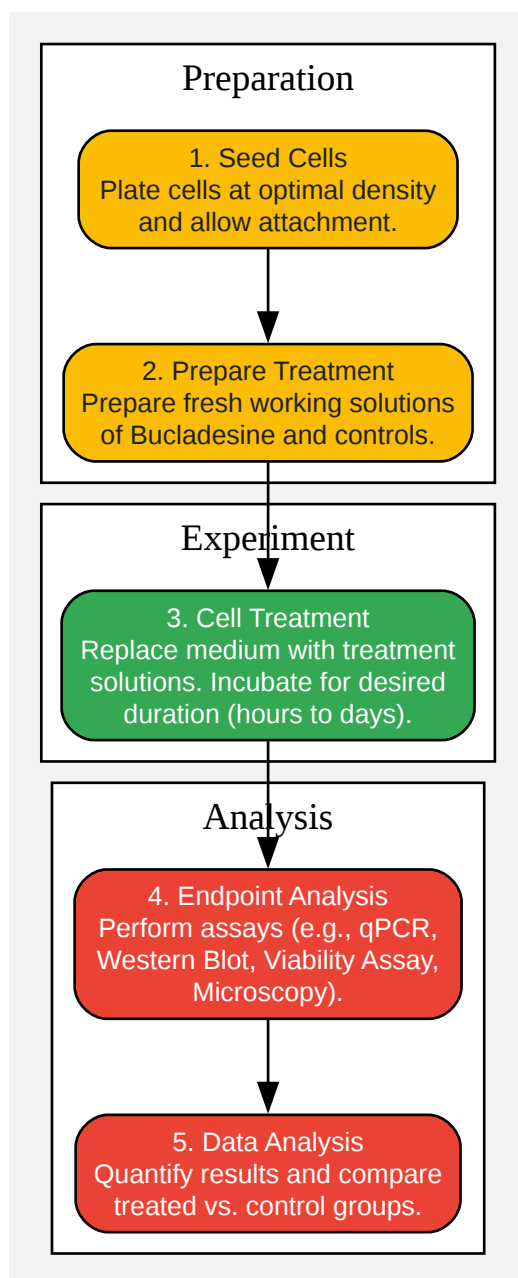 Preparation
1. Seed Cells
Plate cells at optimal density
and allow attachment.
2. Prepare Treatment
Prepare fresh working solutions
of Bucladesine and controls.
Experiment
3. Cell Treatment
Replace medium with treatment
solutions. Incubate for desired
duration (hours to days).
Analysis
4. Endpoint Analysis
Perform assays (e.g., qPCR,
Western Blot, Viability Assay,
Microscopy).
5. Data Analysis
Quantify results and compare
treated vs. control groups.